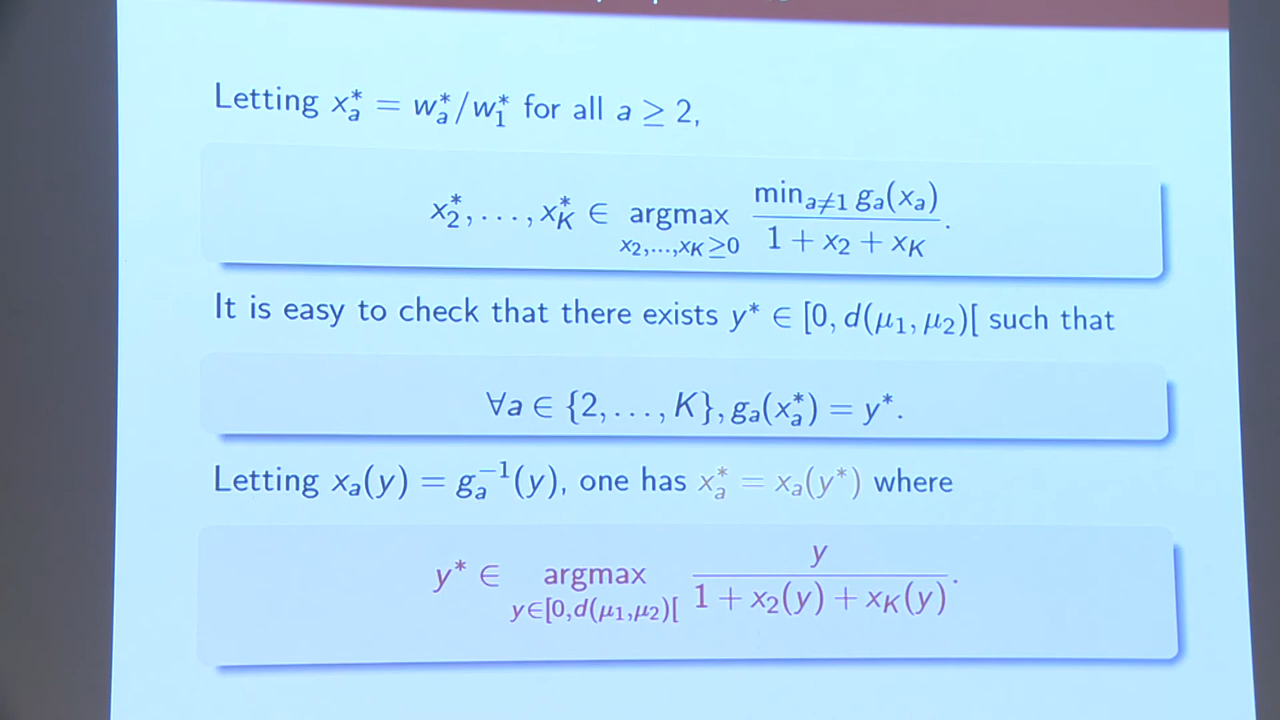 Letting x*_a = w*_a/w*_1 for all a ≥ 2,
x*_2, . . . , x*_K ∈ argmax_{x_2,...,x_K≥0} \frac{min_{a≠1} g_a(x_a)}{1 + x_2 + x_K}.
It is easy to check that there exists y* ∈ [0, d(μ_1, μ_2)[ such that
∀a ∈ {2, . . . , K}, g_a(x*_a) = y*.
Letting x_a(y) = g_a^{-1}(y), one has x*_a = x_a(y*) where
y* ∈ argmax_{y∈[0,d(μ_1,μ_2)[} \frac{y}{1 + x_2(y) + x_K(y)}.